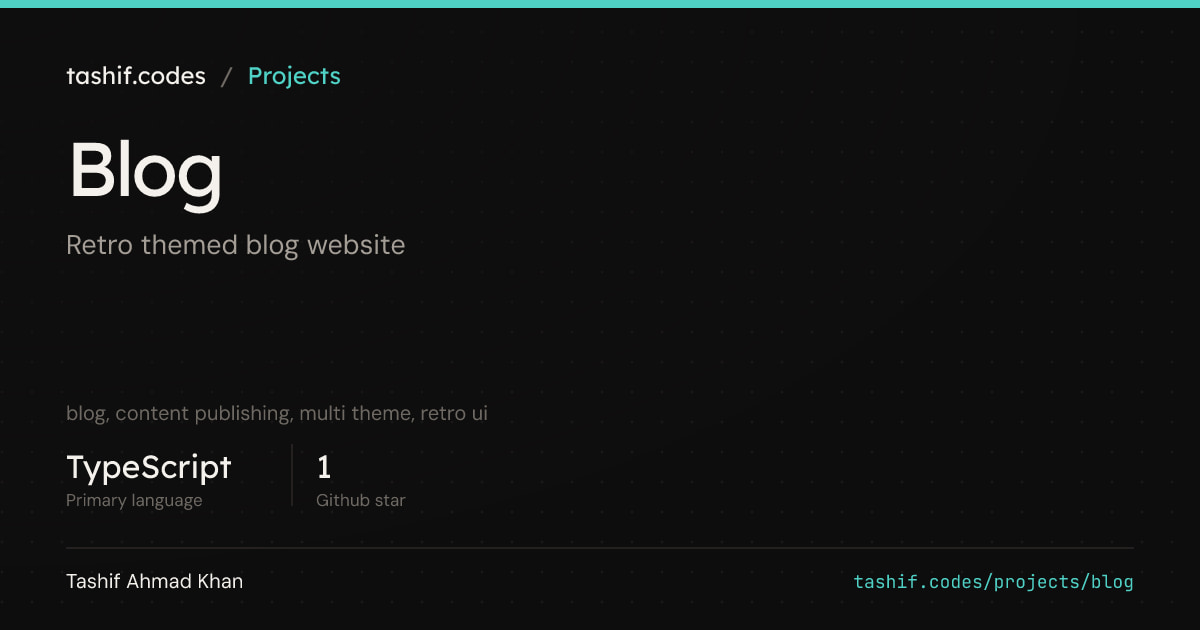 tashif.codes / Projects
Blog
Retro themed blog website
blog, content publishing, multi theme, retro ui
TypeScript
Primary language
1
Github star
Tashif Ahmad Khan
tashif.codes/projects/blog